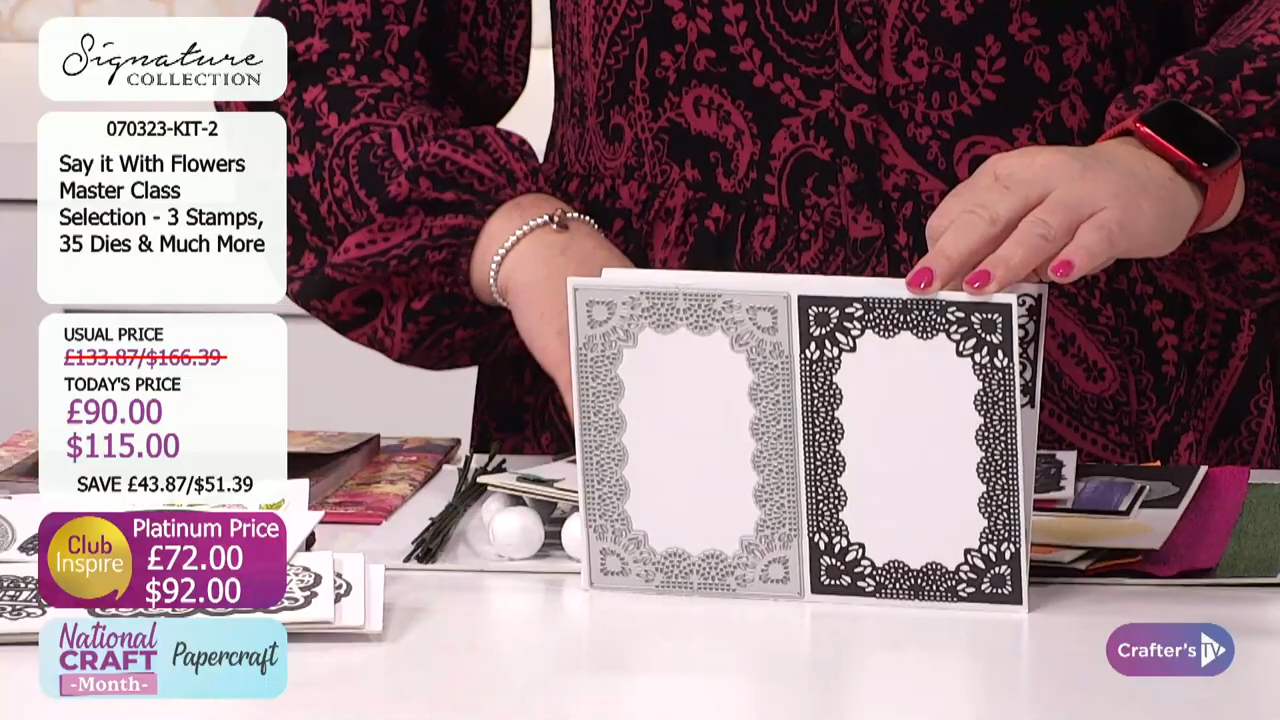 Signature
COLLECTION
070323-KIT-2
Say it With Flowers
Master Class
Selection - 3 Stamps,
35 Dies & Much More
USUAL PRICE
£133.87/$166.39
TODAY'S PRICE
£90.00
$115.00
SAVE £43.87/$51.39
Club
Inspire
Platinum Price
£72.00
$92.00
National
CRAFT
-Month-
Papercraft
Crafter's TV